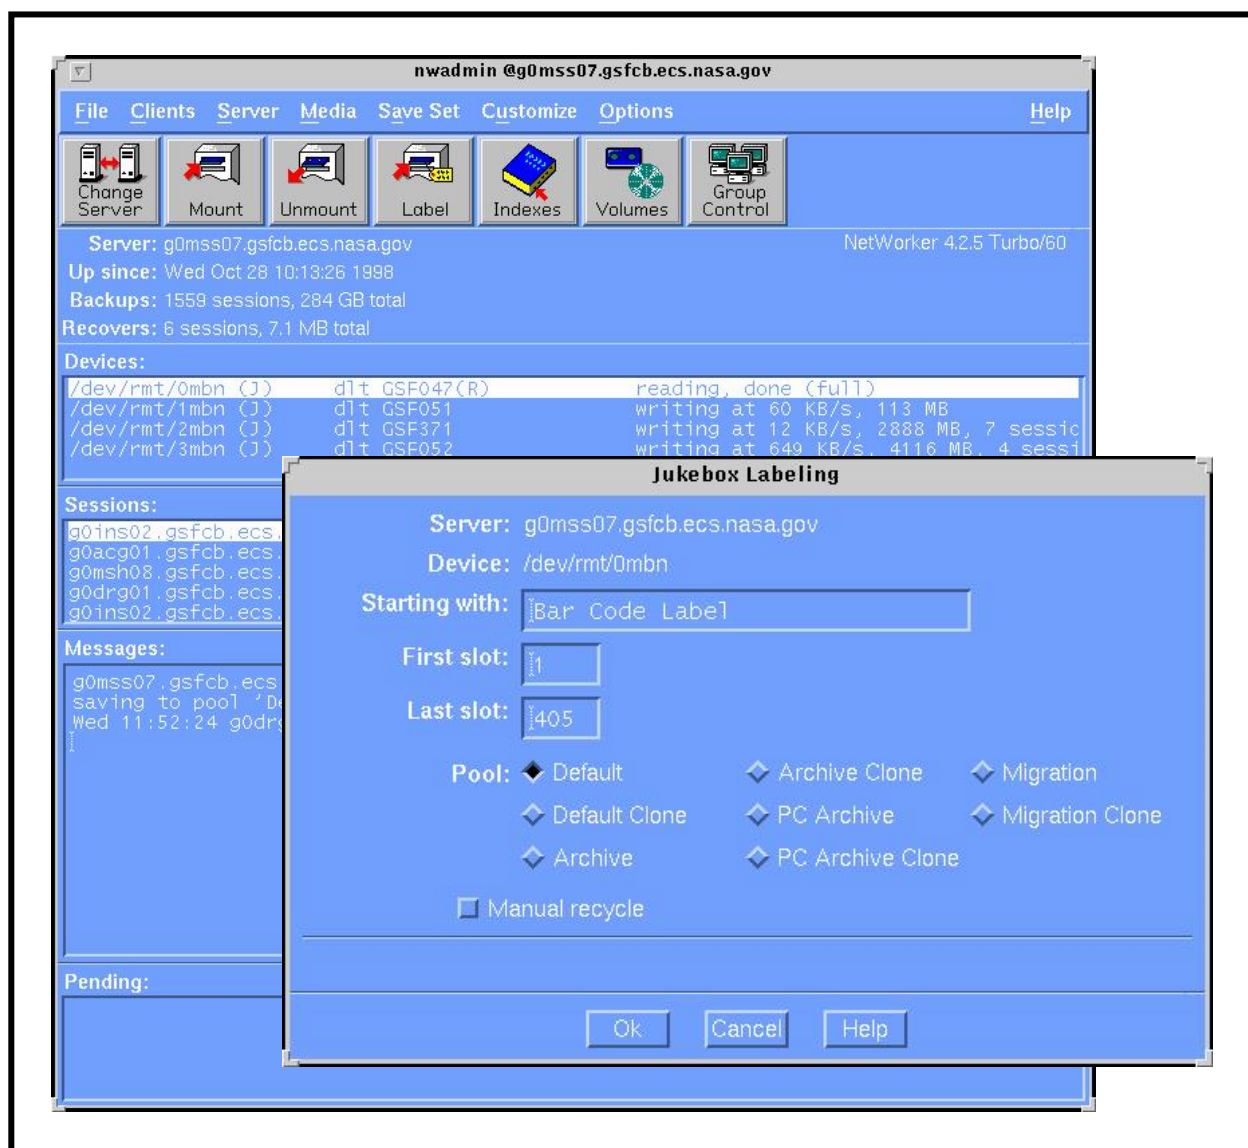 nwadmin @g0mss07.gsfcb.ecs.nasa.gov
File Clients Server Media Save Set Customize Options Help
Change Server Mount Unmount Label Indexes Volumes Group Control
Server: g0mss07.gsfcb.ecs.nasa.gov NetWorker 4.2.5 Turbo/60
Up since: Wed Oct 28 10:13:26 1998
Backups: 1559 sessions, 284 GB total
Recovers: 6 sessions, 7.1 MB total
Devices:
/dev/rmt/0mbn (J) dlt GSF047(R) reading, done (full)
/dev/rmt/1mbn (J) dlt GSF051 writing at 60 KB/s, 113 MB
/dev/rmt/2mbn (J) dlt GSF371 writing at 12 KB/s, 2888 MB, 7 sessic
/dev/rmt/3mbn (J) dlt GSF052 writing at 649 KB/s, 4116 MB, 4 sessi
Sessions:
g0ins02.gsfcb.ecs.
g0acg01.gsfcb.ecs.
g0msh08.gsfcb.ecs.
g0drg01.gsfcb.ecs.
g0ins02.gsfcb.ecs.
Messages:
g0mss07.gsfcb.ecs
saving to pool 'De
Wed 11:52:24 g0drg
Pending:
Jukebox Labeling
Server: g0mss07.gsfcb.ecs.nasa.gov
Device: /dev/rmt/0mbn
Starting with: Bar Code Label
First slot: 1
Last slot: 405
Pool: Default Archive Clone Migration
Default Clone PC Archive Migration Clone
Archive PC Archive Clone
Manual recycle
Ok Cancel Help